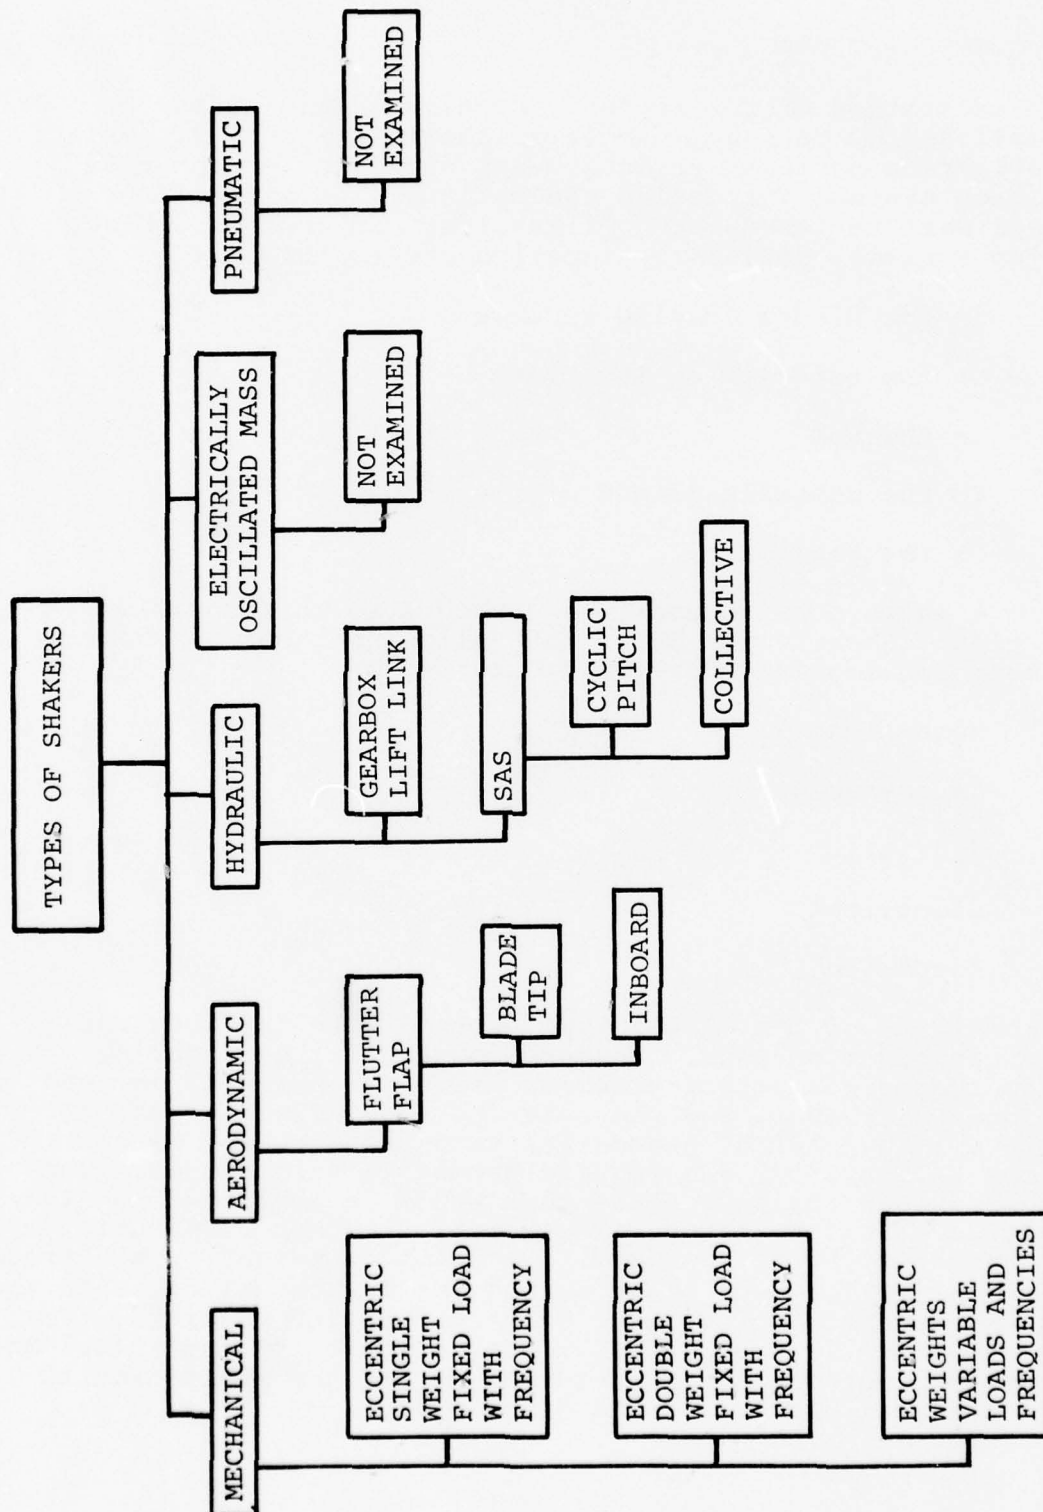 TYPES OF SHAKERS
MECHANICAL
ECCENTRIC
SINGLE
WEIGHT
FIXED LOAD
WITH
FREQUENCY
ECCENTRIC
DOUBLE
WEIGHT
FIXED LOAD
WITH
FREQUENCY
ECCENTRIC
WEIGHTS
VARIABLE
LOADS AND
FREQUENCIES
AERODYNAMIC
FLUTTER
FLAP
BLADE
TIP
INBOARD
HYDRAULIC
GEARBOX
LIFT LINK
SAS
CYCLIC
PITCH
COLLECTIVE
ELECTRICALLY
OSCILLATED MASS
NOT
EXAMINED
PNEUMATIC
NOT
EXAMINED